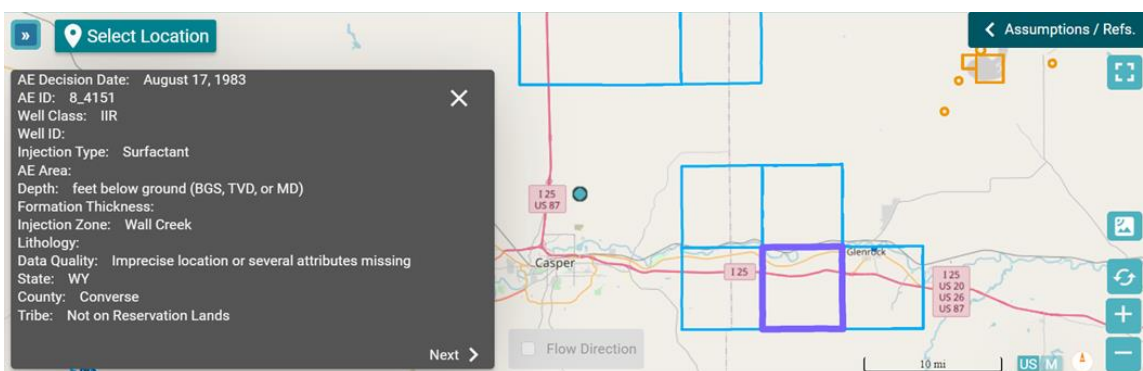 »
Select Location
Assumptions / Refs.
AE Decision Date: August 17, 1983
AE ID: 8_4151
Well Class: IIR
Well ID:
Injection Type: Surfactant
AE Area:
Depth: feet below ground (BGS, TVD, or MD)
Formation Thickness:
Injection Zone: Wall Creek
Lithology:
Data Quality: Imprecise location or several attributes missing
State: WY
County: Converse
Tribe: Not on Reservation Lands
Next
I 25
US 87
Casper
I 25
Glenrock
I 25
US 20
US 26
US 87
Flow Direction
10 mi
US M